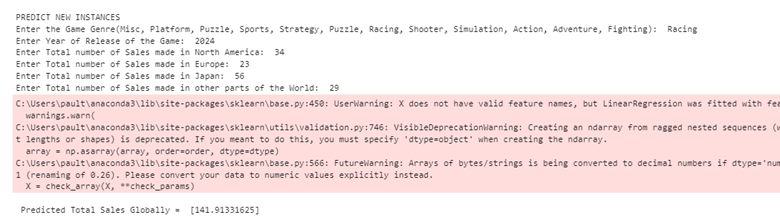 PREDICT NEW INSTANCES
Enter the Game Genre(Misc, Platform, Puzzle, Sports, Strategy, Puzzle, Racing, Shooter, Simulation, Action, Adventure, Fighting):  Racing
Enter Year of Release of the Game:  2024
Enter Total number of Sales made in North America:  34
Enter Total number of Sales made in Europe:  23
Enter Total number of Sales made in Japan:  56
Enter Total number of Sales made in other parts of the World:  29
C:\Users\pault\anaconda3\lib\site-packages\sklearn\base.py:450: UserWarning: X does not have valid feature names, but LinearRegression was fitted with fea
warnings.warn(
C:\Users\pault\anaconda3\lib\site-packages\sklearn\utils\validation.py:746: VisibleDeprecationWarning: Creating an ndarray from ragged nested sequences (w
t lengths or shapes) is deprecated. If you meant to do this, you must specify 'dtype=object' when creating the ndarray.
array = np.asarray(array, order=order, dtype=dtype)
C:\Users\pault\anaconda3\lib\site-packages\sklearn\base.py:566: FutureWarning: Arrays of bytes/strings is being converted to decimal numbers if dtype='num
1 (renaming of 0.26). Please convert your data to numeric values explicitly instead.
X = check_array(X, **check_params)
Predicted Total Sales Globally =  [141.91331625]